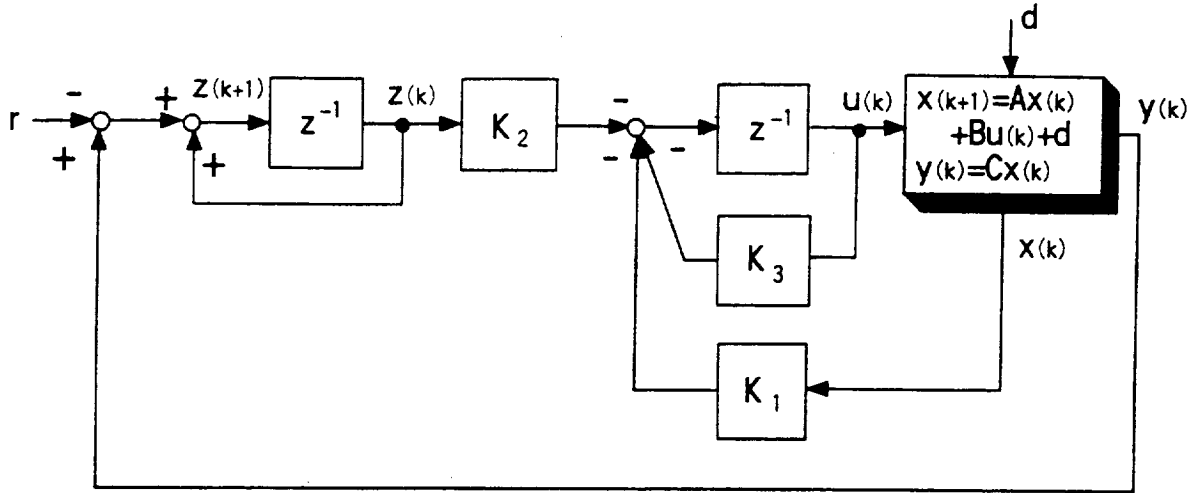 d
- + z(k+1) z(k) - u(k) y(k)
r z⁻¹ K₂ - z⁻¹ x(k+1)=Ax(k)
+Bu(k)+d
y(k)=Cx(k)
+ + -
K₃ x(k)
K₁